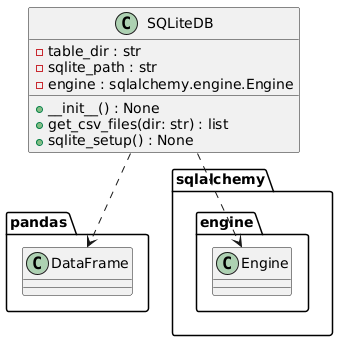 C SQLiteDB
table_dir : str
sqlite_path : str
engine : sqlalchemy.engine.Engine
__init__() : None
get_csv_files(dir: str) : list
sqlite_setup() : None
sqlalchemy
pandas
engine
C DataFrame
C Engine